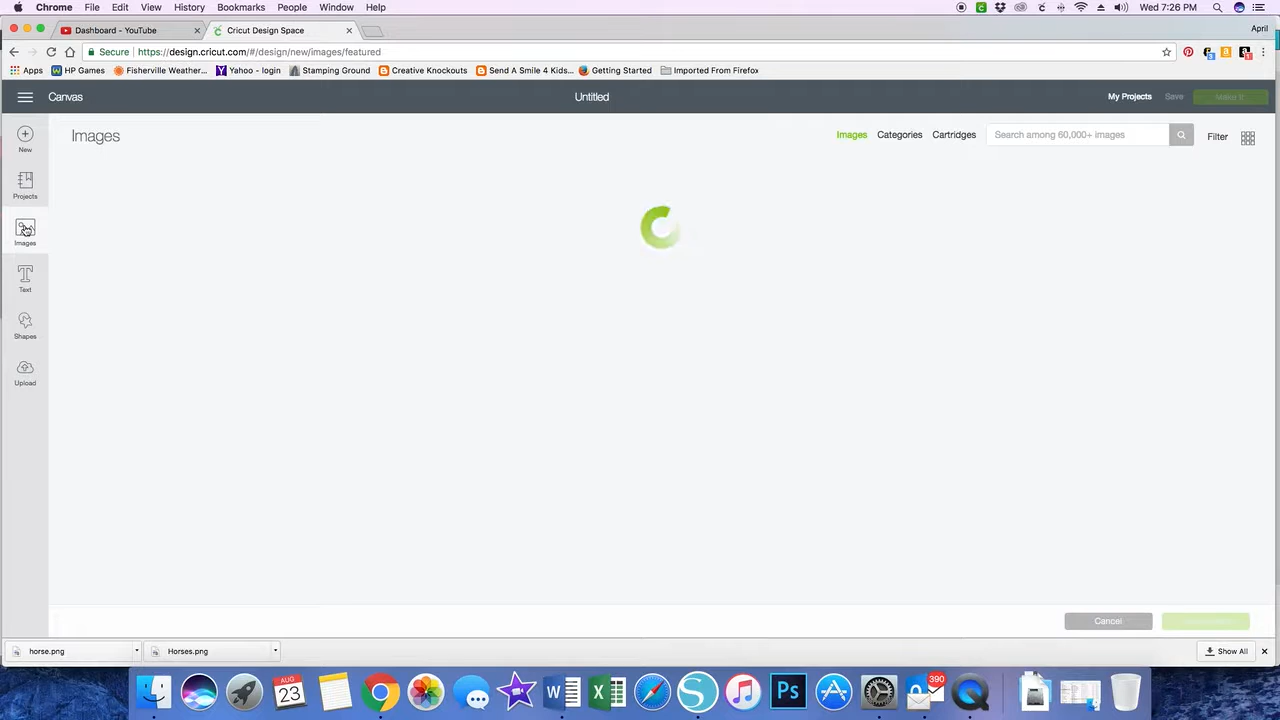 Chrome File Edit View History Bookmarks People Window Help Wed 7:26 PM
Dashboard - YouTube Cricut Design Space April
Secure https://design.cricut.com/#/design/new/images/featured
Apps HP Games Fisherville Weather... Yahoo - login Stamping Ground Creative Knockouts Send A Smile 4 Kids... Getting Started Imported From Firefox
Canvas Untitled My Projects Save Make It
New
Projects
Images
Text
Shapes
Upload
Images Images Categories Cartridges Search among 60,000+ images Filter
Cancel
horse.png Horses.png Show All
AUG
23
390
W X S Ps